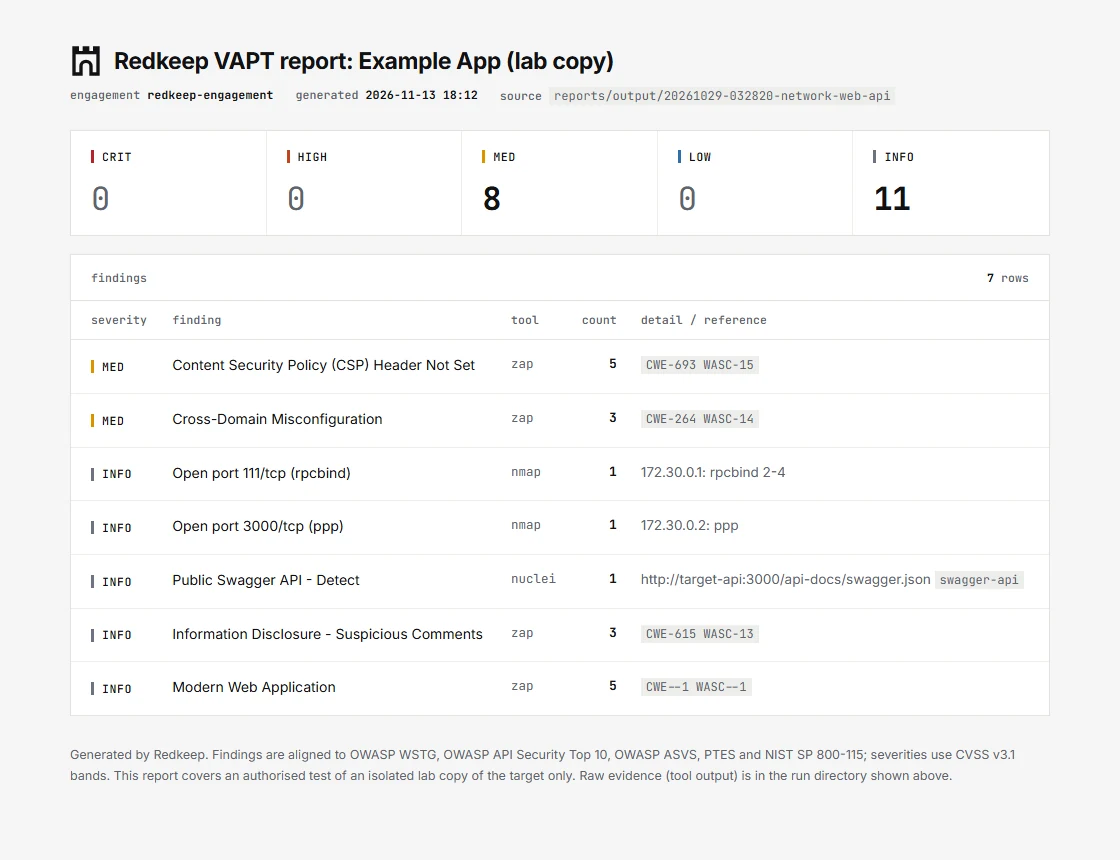 Redkeep VAPT report: Example App (lab copy)
engagement redkeep-engagement generated 2026-11-13 18:12 source reports/output/20261029-032820-network-web-api
CRIT HIGH MED LOW INFO
0 0 8 0 11
findings 7 rows
severity finding tool count detail / reference
MED Content Security Policy (CSP) Header Not Set zap 5 CWE-693 WASC-15
MED Cross-Domain Misconfiguration zap 3 CWE-264 WASC-14
INFO Open port 111/tcp (rpcbind) nmap 1 172.30.0.1: rpcbind 2-4
INFO Open port 3000/tcp (ppp) nmap 1 172.30.0.2: ppp
INFO Public Swagger API - Detect nuclei 1 http://target-api:3000/api-docs/swagger.json swagger-api
INFO Information Disclosure - Suspicious Comments zap 3 CWE-615 WASC-13
INFO Modern Web Application zap 5 CWE--1 WASC--1
Generated by Redkeep. Findings are aligned to OWASP WSTG, OWASP API Security Top 10, OWASP ASVS, PTES and NIST SP 800-115; severities use CVSS v3.1
bands. This report covers an authorised test of an isolated lab copy of the target only. Raw evidence (tool output) is in the run directory shown above.